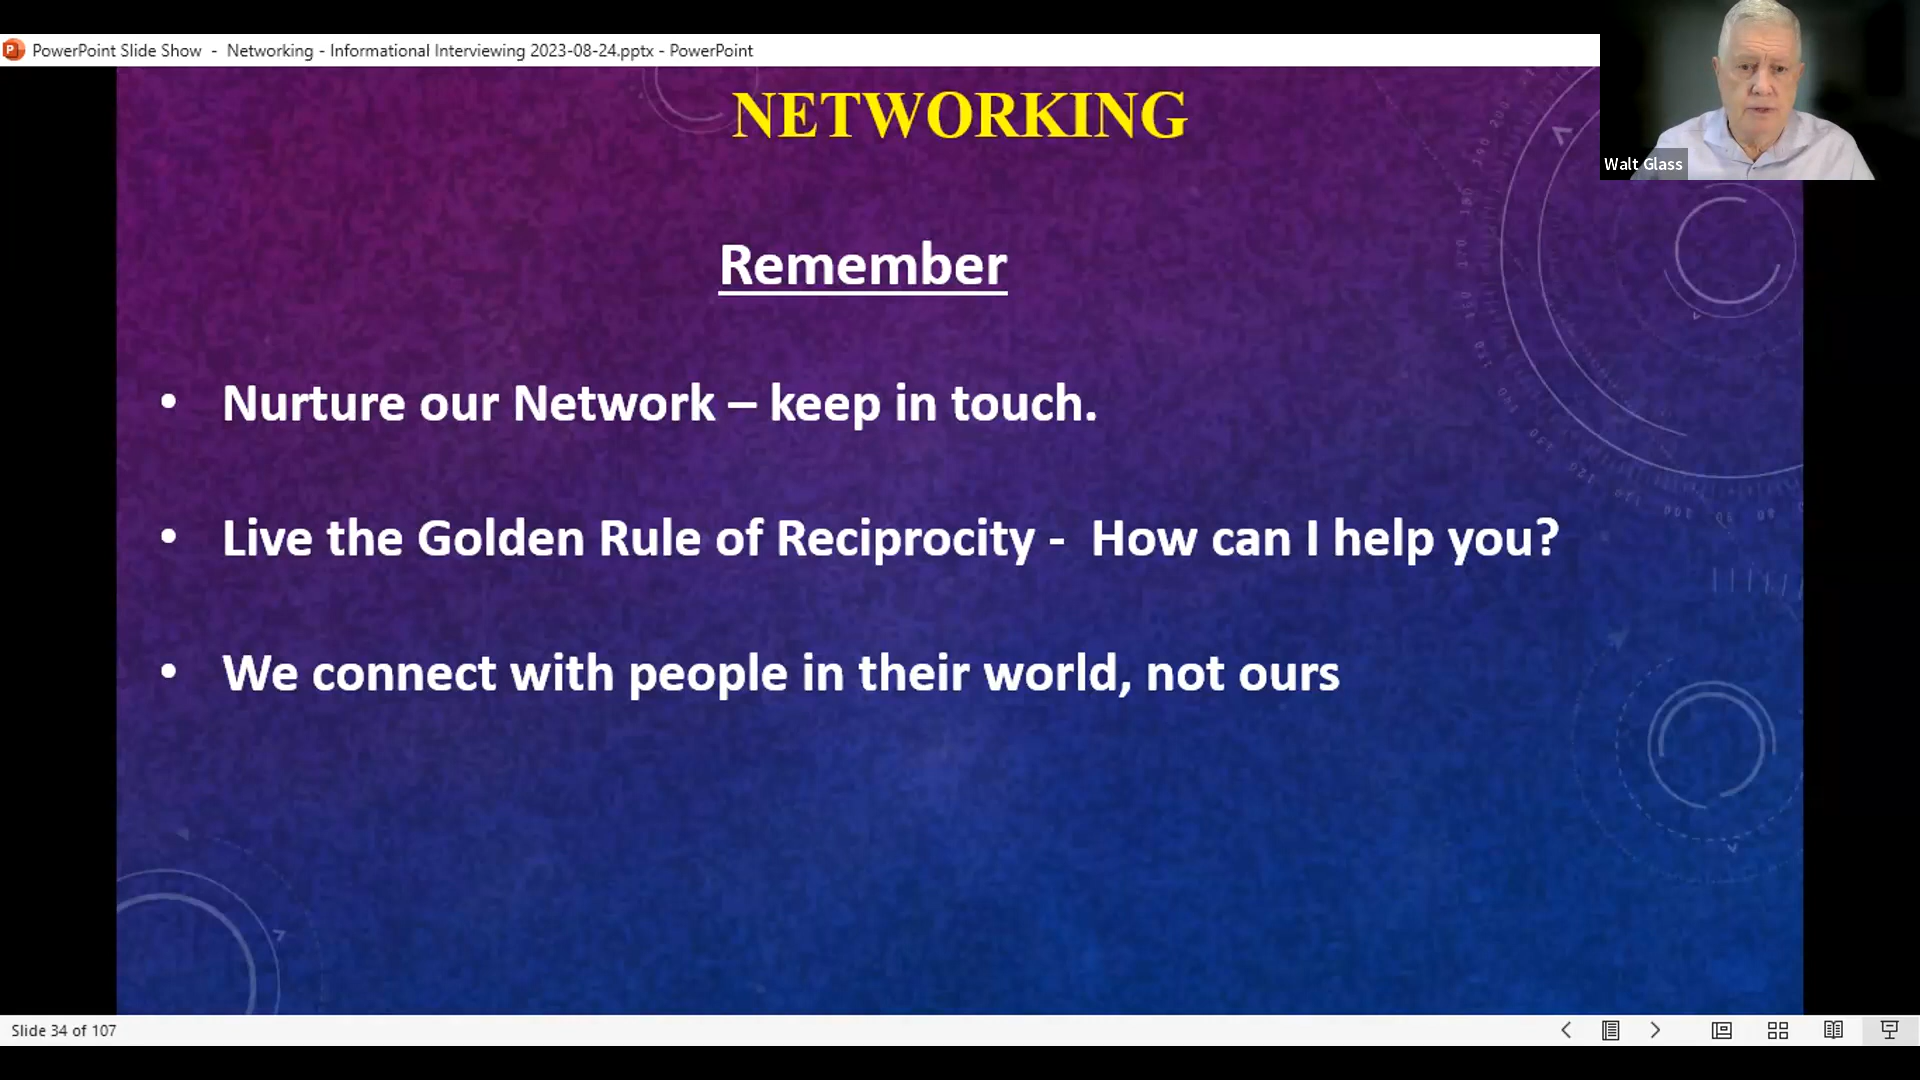 PowerPoint Slide Show - Networking - Informational Interviewing 2023-08-24.pptx - PowerPoint
Walt Glass
NETWORKING
Remember
• Nurture our Network – keep in touch.
• Live the Golden Rule of Reciprocity - How can I help you?
• We connect with people in their world, not ours
Slide 34 of 107